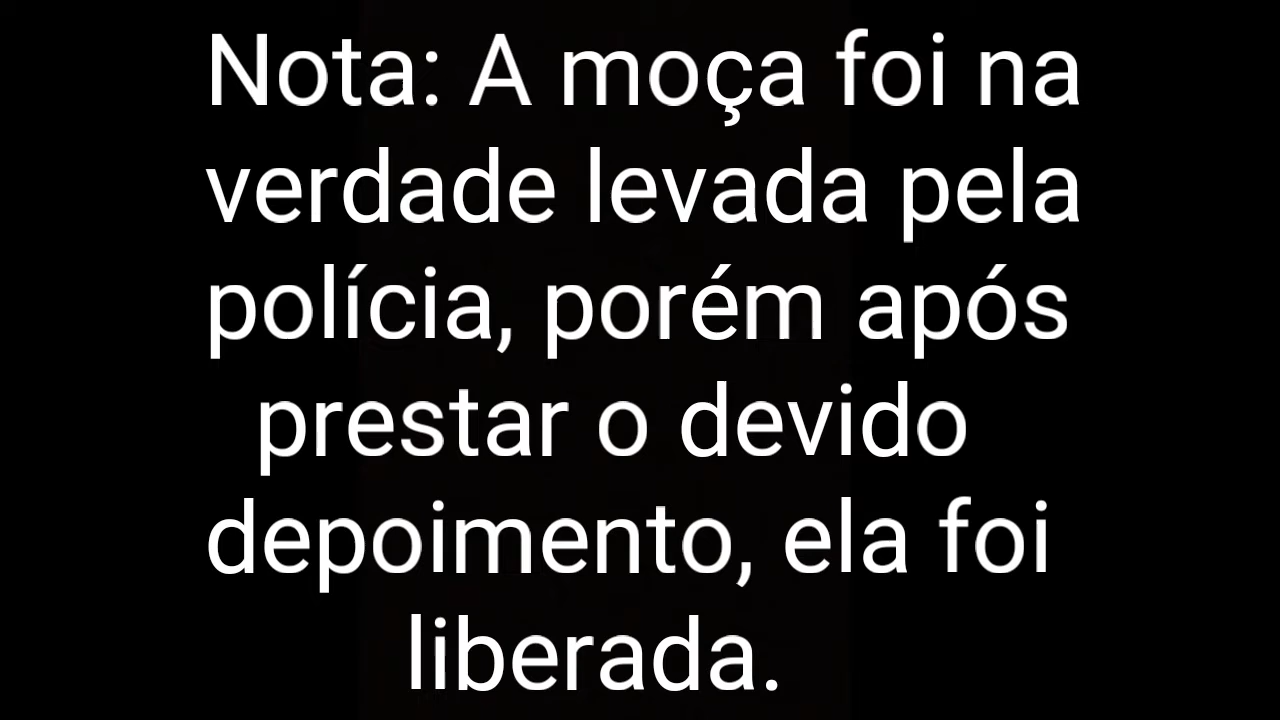 Nota: A moça foi na
verdade levada pela
polícia, porém após
prestar o devido
depoimento, ela foi
liberada.